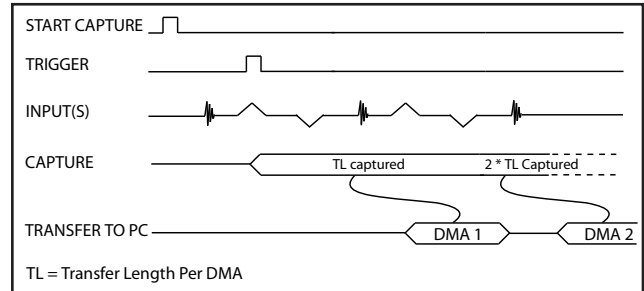 START CAPTURE
TRIGGER
INPUT(S)
CAPTURE TL captured 2 * TL Captured
TRANSFER TO PC DMA 1 DMA 2
TL = Transfer Length Per DMA